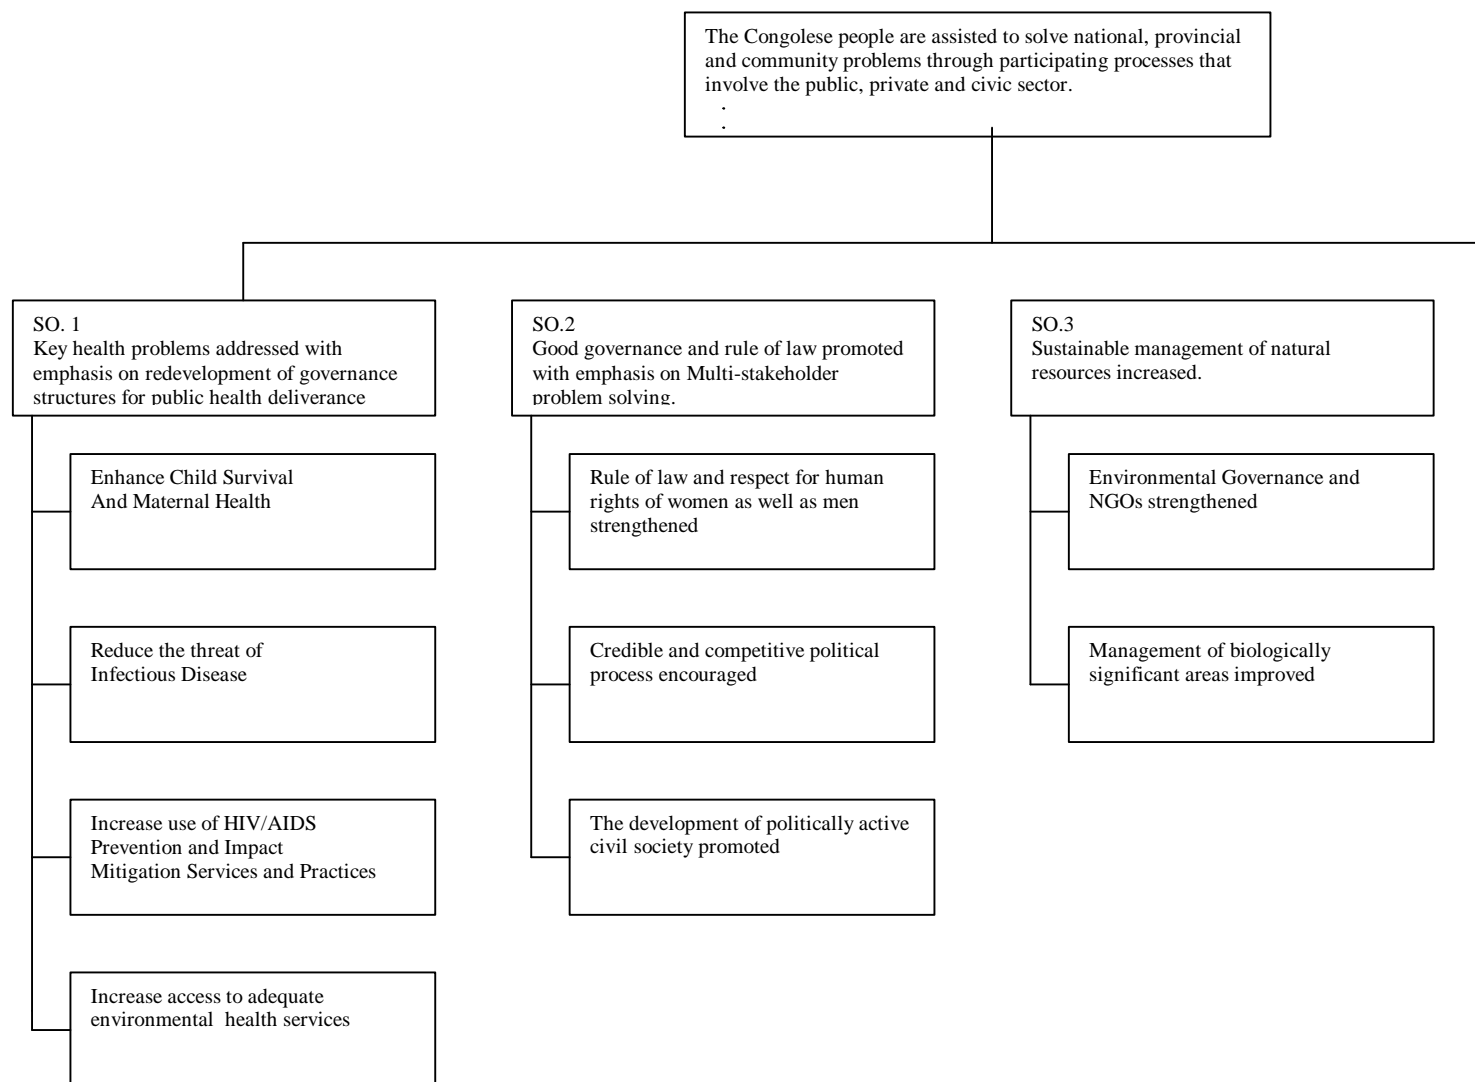 The Congolese people are assisted to solve national, provincial
and community problems through participating processes that
involve the public, private and civic sector.
:
SO. 1
Key health problems addressed with
emphasis on redevelopment of governance
structures for public health deliverance
Enhance Child Survival
And Maternal Health
Reduce the threat of
Infectious Disease
Increase use of HIV/AIDS
Prevention and Impact
Mitigation Services and Practices
Increase access to adequate
environmental  health services
SO.2
Good governance and rule of law promoted
with emphasis on Multi-stakeholder
problem solving.
Rule of law and respect for human
rights of women as well as men
strengthened
Credible and competitive political
process encouraged
The development of politically active
civil society promoted
SO.3
Sustainable management of natural
resources increased.
Environmental Governance and
NGOs strengthened
Management of biologically
significant areas improved